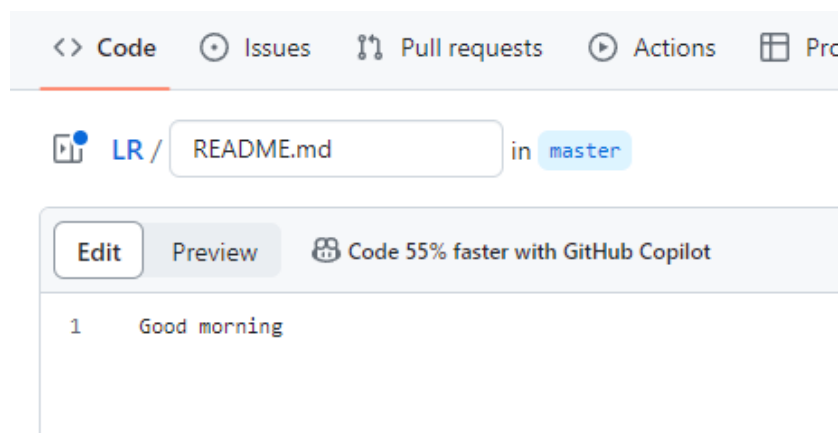 <> Code Issues Pull requests Actions Pro
LR / README.md in master
Edit Preview Code 55% faster with GitHub Copilot
1 Good morning